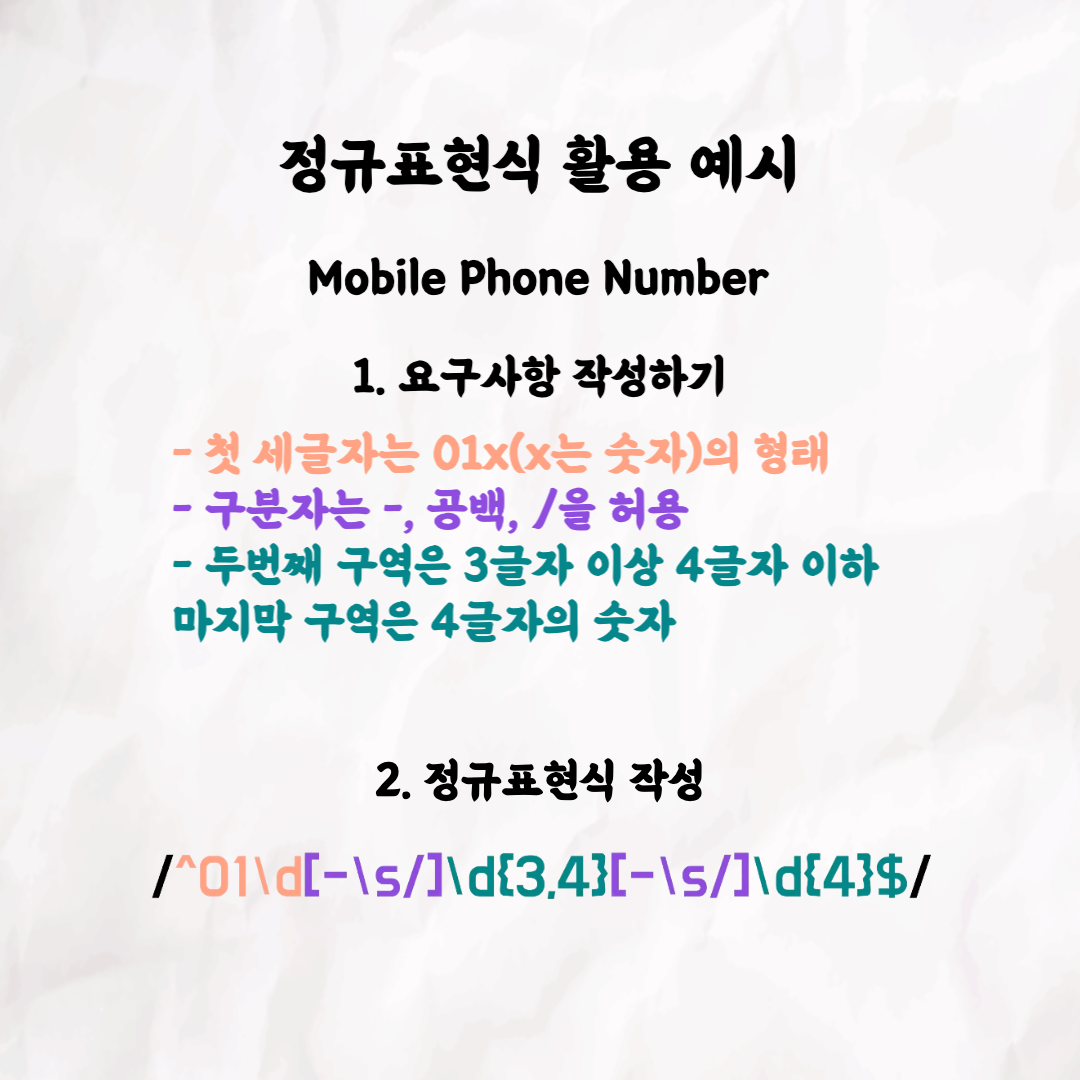 정규표현식 활용 예시
Mobile Phone Number
1. 요구사항 작성하기
- 첫 세글자는 01x(x는 숫자)의 형태
- 구분자는 -, 공백, /을 허용
- 두번째 구역은 3글자 이상 4글자 이하
마지막 구역은 4글자의 숫자
2. 정규표현식 작성
/^01\d[-\s/]\d{3,4}[-\s/]\d{4}$/